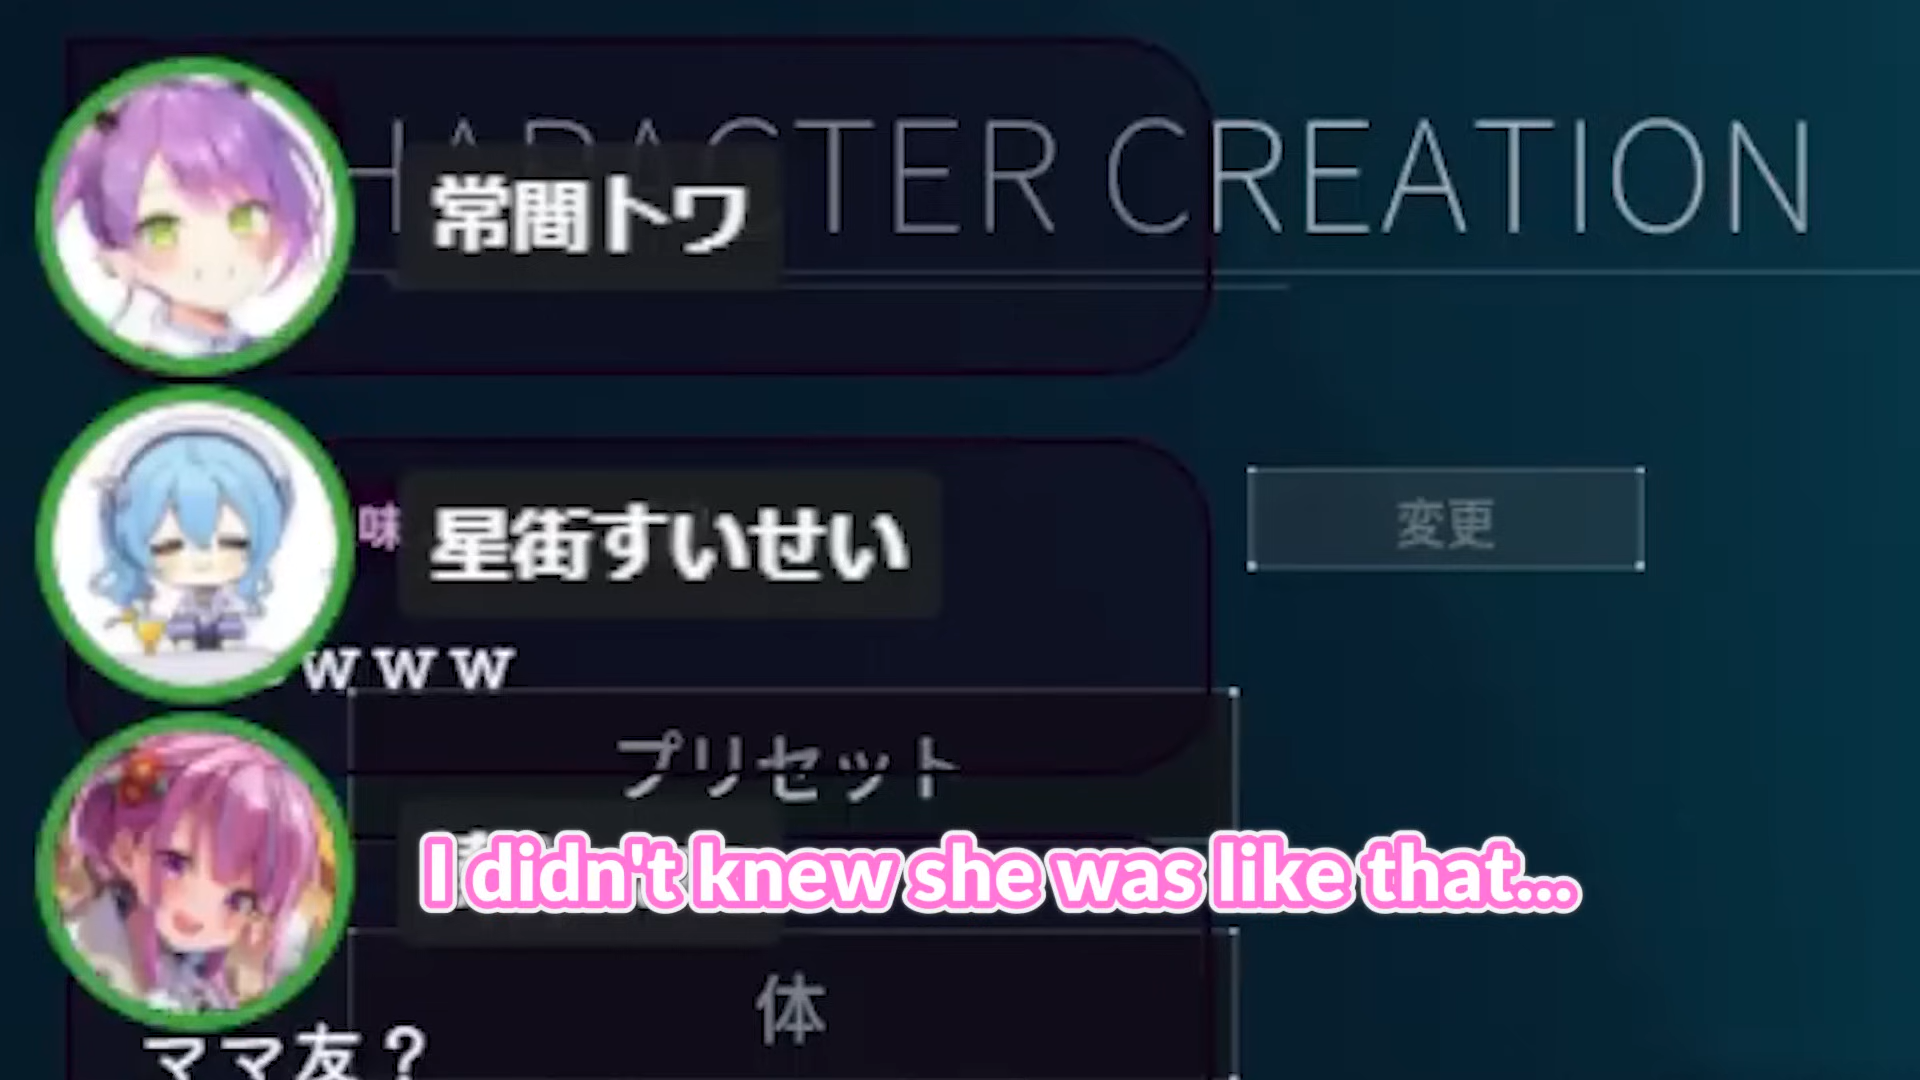 HARACTER CREATION
常闇トワ
味
星街すいせい
変更
www
プリセット
I didn't knew she was like that...
体
ママ友？